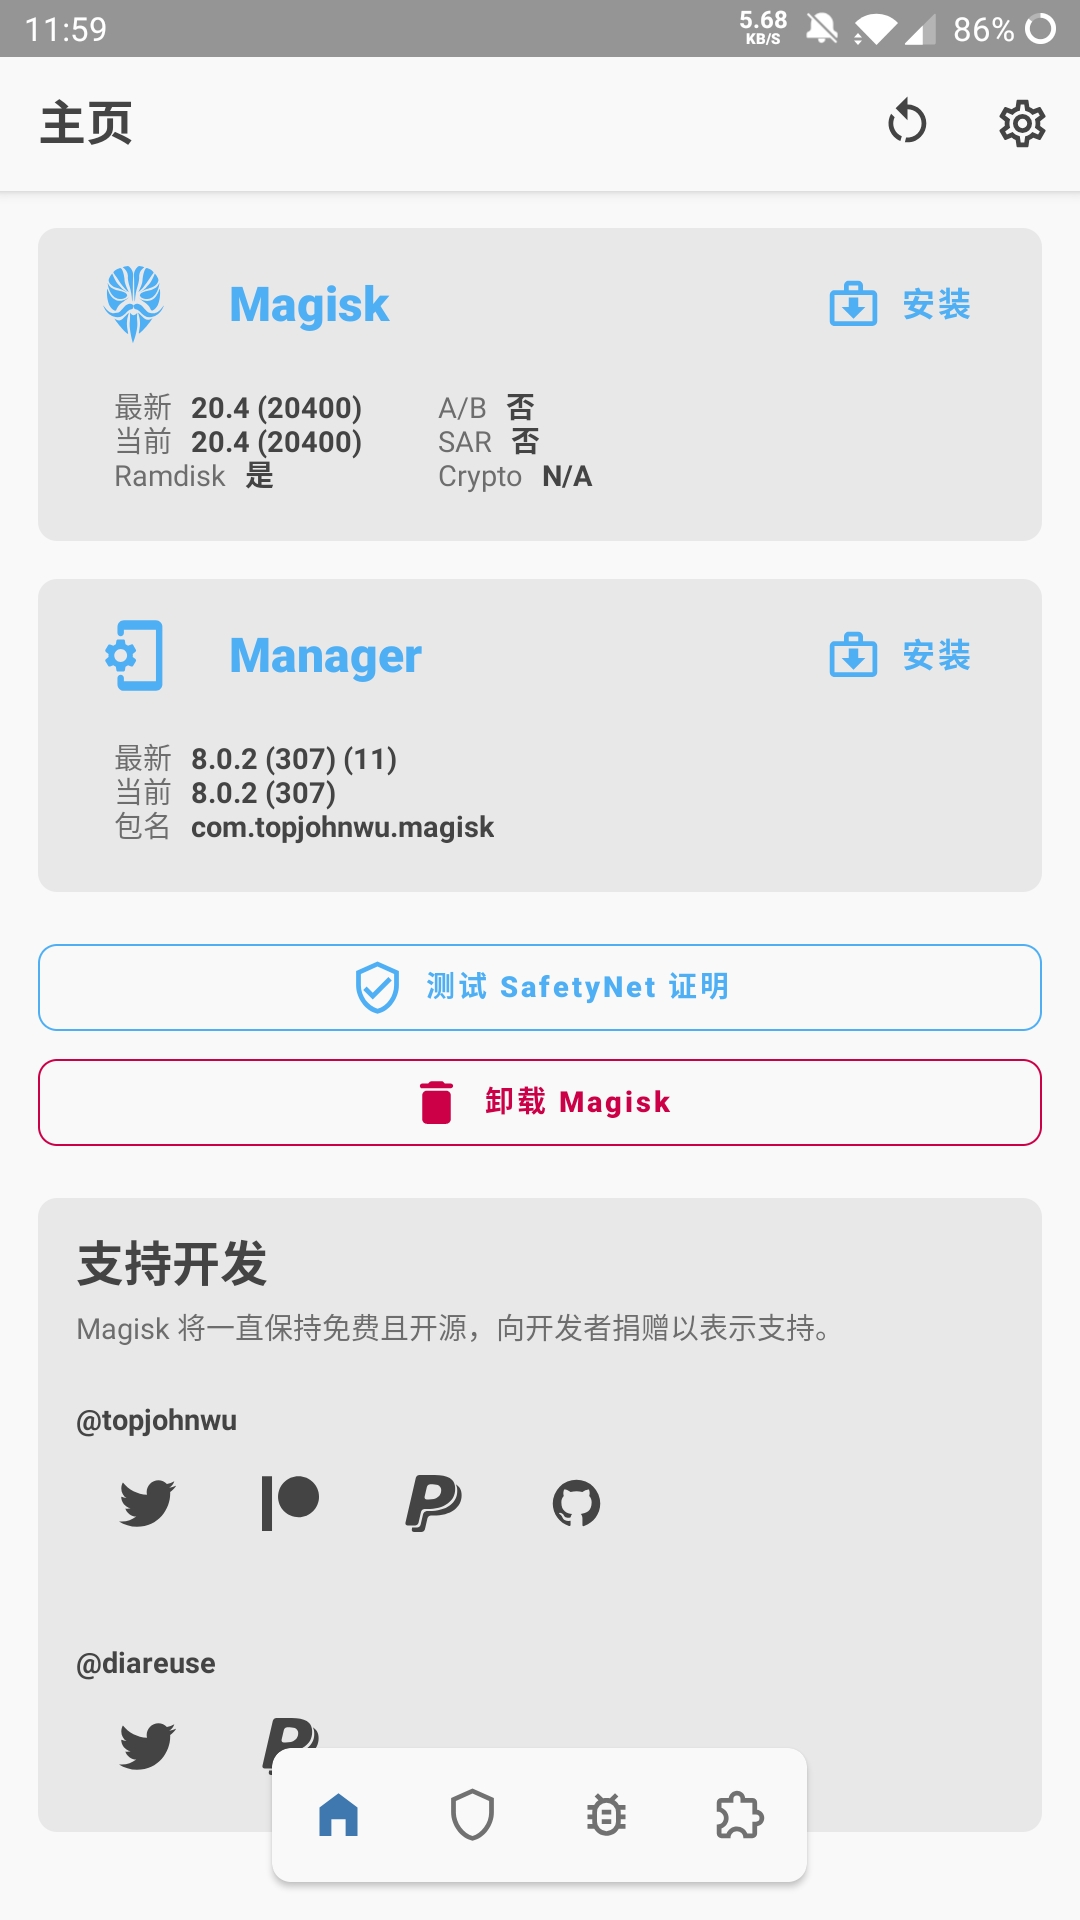 11:59
5.68 KB/S
86%
主页
Magisk
安装
最新 20.4 (20400)
A/B 否
当前 20.4 (20400)
SAR 否
Ramdisk 是
Crypto N/A
Manager
安装
最新 8.0.2 (307) (11)
当前 8.0.2 (307)
包名 com.topjohnwu.magisk
测试 SafetyNet 证明
卸载 Magisk
支持开发
Magisk 将一直保持免费且开源，向开发者捐赠以表示支持。
@topjohnwu
@diareuse